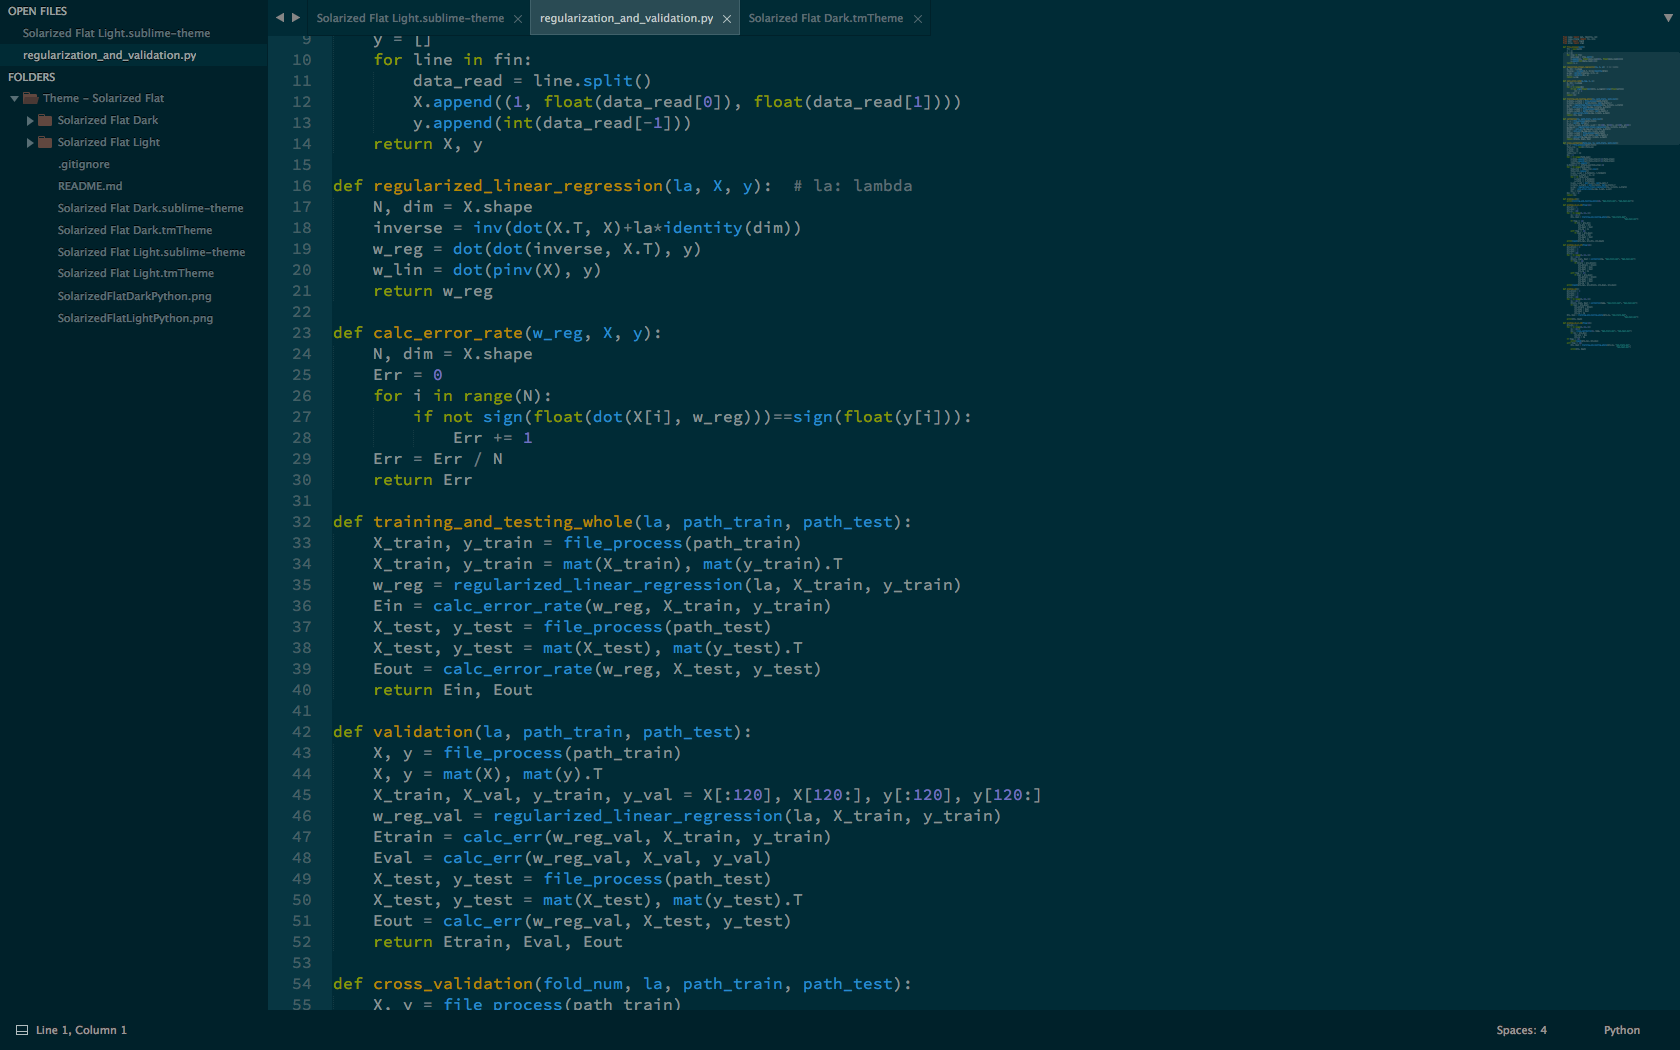 OPEN FILES
Solarized Flat Light.sublime-theme
regularization_and_validation.py
FOLDERS
Theme - Solarized Flat
Solarized Flat Dark
Solarized Flat Light
.gitignore
README.md
Solarized Flat Dark.sublime-theme
Solarized Flat Dark.tmTheme
Solarized Flat Light.sublime-theme
Solarized Flat Light.tmTheme
SolarizedFlatDarkPython.png
SolarizedFlatLightPython.png
Solarized Flat Light.sublime-theme × regularization_and_validation.py × Solarized Flat Dark.tmTheme ×
9     y = []
10     for line in fin:
11         data_read = line.split()
12         X.append((1, float(data_read[0]), float(data_read[1])))
13         y.append(int(data_read[-1]))
14     return X, y
15
16 def regularized_linear_regression(la, X, y):  # la: lambda
17     N, dim = X.shape
18     inverse = inv(dot(X.T, X)+la*identity(dim))
19     w_reg = dot(dot(inverse, X.T), y)
20     w_lin = dot(pinv(X), y)
21     return w_reg
22
23 def calc_error_rate(w_reg, X, y):
24     N, dim = X.shape
25     Err = 0
26     for i in range(N):
27         if not sign(float(dot(X[i], w_reg)))==sign(float(y[i])):
28             Err += 1
29     Err = Err / N
30     return Err
31
32 def training_and_testing_whole(la, path_train, path_test):
33     X_train, y_train = file_process(path_train)
34     X_train, y_train = mat(X_train), mat(y_train).T
35     w_reg = regularized_linear_regression(la, X_train, y_train)
36     Ein = calc_error_rate(w_reg, X_train, y_train)
37     X_test, y_test = file_process(path_test)
38     X_test, y_test = mat(X_test), mat(y_test).T
39     Eout = calc_error_rate(w_reg, X_test, y_test)
40     return Ein, Eout
41
42 def validation(la, path_train, path_test):
43     X, y = file_process(path_train)
44     X, y = mat(X), mat(y).T
45     X_train, X_val, y_train, y_val = X[:120], X[120:], y[:120], y[120:]
46     w_reg_val = regularized_linear_regression(la, X_train, y_train)
47     Etrain = calc_err(w_reg_val, X_train, y_train)
48     Eval = calc_err(w_reg_val, X_val, y_val)
49     X_test, y_test = file_process(path_test)
50     X_test, y_test = mat(X_test), mat(y_test).T
51     Eout = calc_err(w_reg_val, X_test, y_test)
52     return Etrain, Eval, Eout
53
54 def cross_validation(fold_num, la, path_train, path_test):
55     X, y = file_process(path_train)
Line 1, Column 1
Spaces: 4
Python